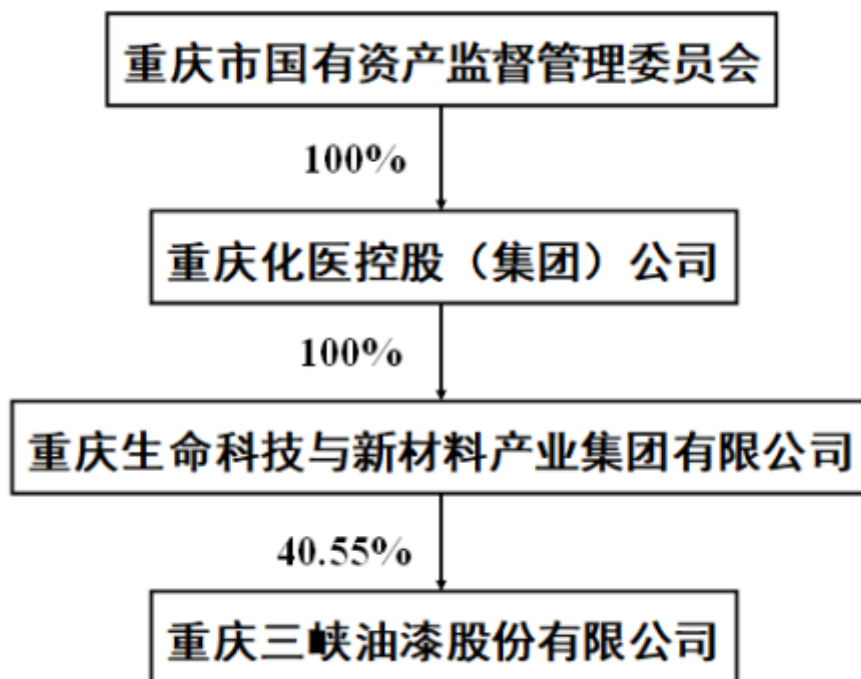 重庆市国有资产监督管理委员会
100%
重庆化医控股（集团）公司
100%
重庆生命科技与新材料产业集团有限公司
40.55%
重庆三峡油漆股份有限公司